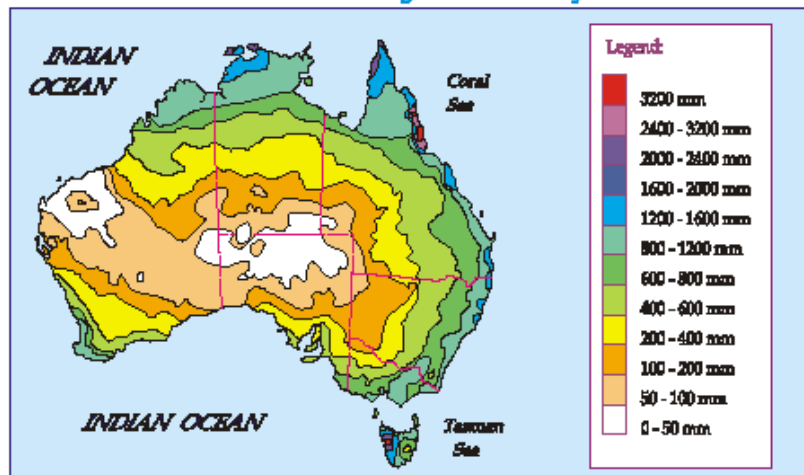 INDIAN
OCEAN
Coral
Sea
INDIAN OCEAN
Tasman
Sea
Legend:
3200 mm
2400 - 3200 mm
2000 - 2400 mm
1600 - 2000 mm
1200 - 1600 mm
800 - 1200 mm
600 - 800 mm
400 - 600 mm
200 - 400 mm
100 - 200 mm
50 - 100 mm
0 - 50 mm